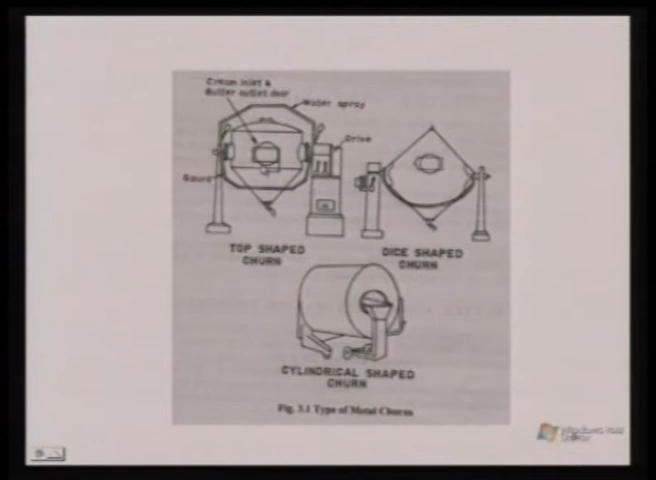 Cream inlet &
Butter outlet door
Water spray
Drive
TOP SHAPED
CHURN
DICE SHAPED
CHURN
CYLINDRICAL SHAPED
CHURN
Fig. 3.1 Type of Metal Churns